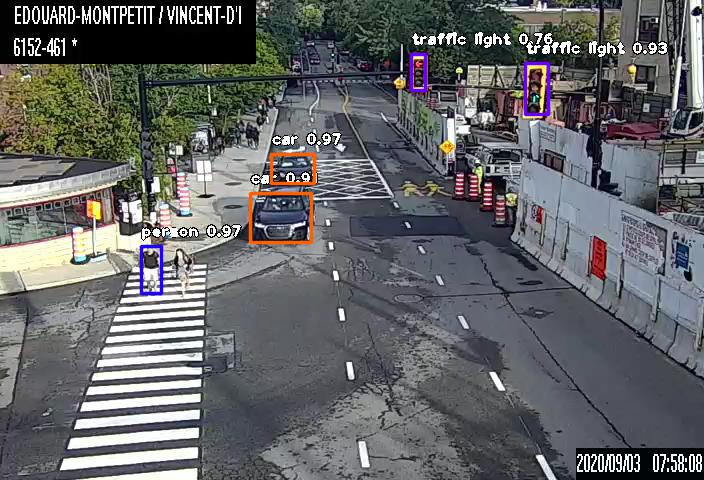 EDOUARD-MONTPETIT / VINCENT-D'I
6152-461 *
traffic light 0.76
traffic light 0.93
car 0.97
car 0.9
person 0.97
2020/09/03 07:58:08